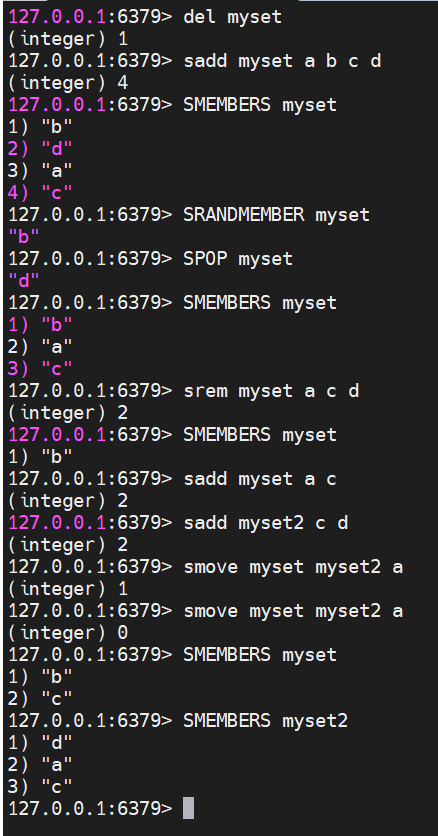 127.0.0.1:6379> del myset
(integer) 1
127.0.0.1:6379> sadd myset a b c d
(integer) 4
127.0.0.1:6379> SMEMBERS myset
1) "b"
2) "d"
3) "a"
4) "c"
127.0.0.1:6379> SRANDMEMBER myset
"b"
127.0.0.1:6379> SPOP myset
"d"
127.0.0.1:6379> SMEMBERS myset
1) "b"
2) "a"
3) "c"
127.0.0.1:6379> srem myset a c d
(integer) 2
127.0.0.1:6379> SMEMBERS myset
1) "b"
127.0.0.1:6379> sadd myset a c
(integer) 2
127.0.0.1:6379> sadd myset2 c d
(integer) 2
127.0.0.1:6379> smove myset myset2 a
(integer) 1
127.0.0.1:6379> smove myset myset2 a
(integer) 0
127.0.0.1:6379> SMEMBERS myset
1) "b"
2) "c"
127.0.0.1:6379> SMEMBERS myset2
1) "d"
2) "a"
3) "c"
127.0.0.1:6379>